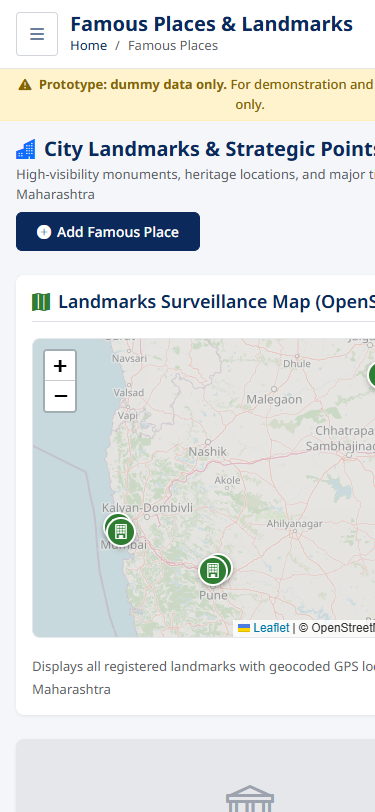 Famous Places & Landmarks
Home / Famous Places
Prototype: dummy data only. For demonstration and
only.
City Landmarks & Strategic Points
High-visibility monuments, heritage locations, and major
Maharashtra
Add Famous Place
Landmarks Surveillance Map (OpenS
+
−
Navsari
Dhule
Valsad
Malegaon
Vapi
Chhatrapa
Sambhajinag
Nashik
Akole
Kalyan-Dombivli
Ahilyanagar
Mumbai
Pune
Leaflet | © OpenStreetM
Displays all registered landmarks with geocoded GPS lo
Maharashtra